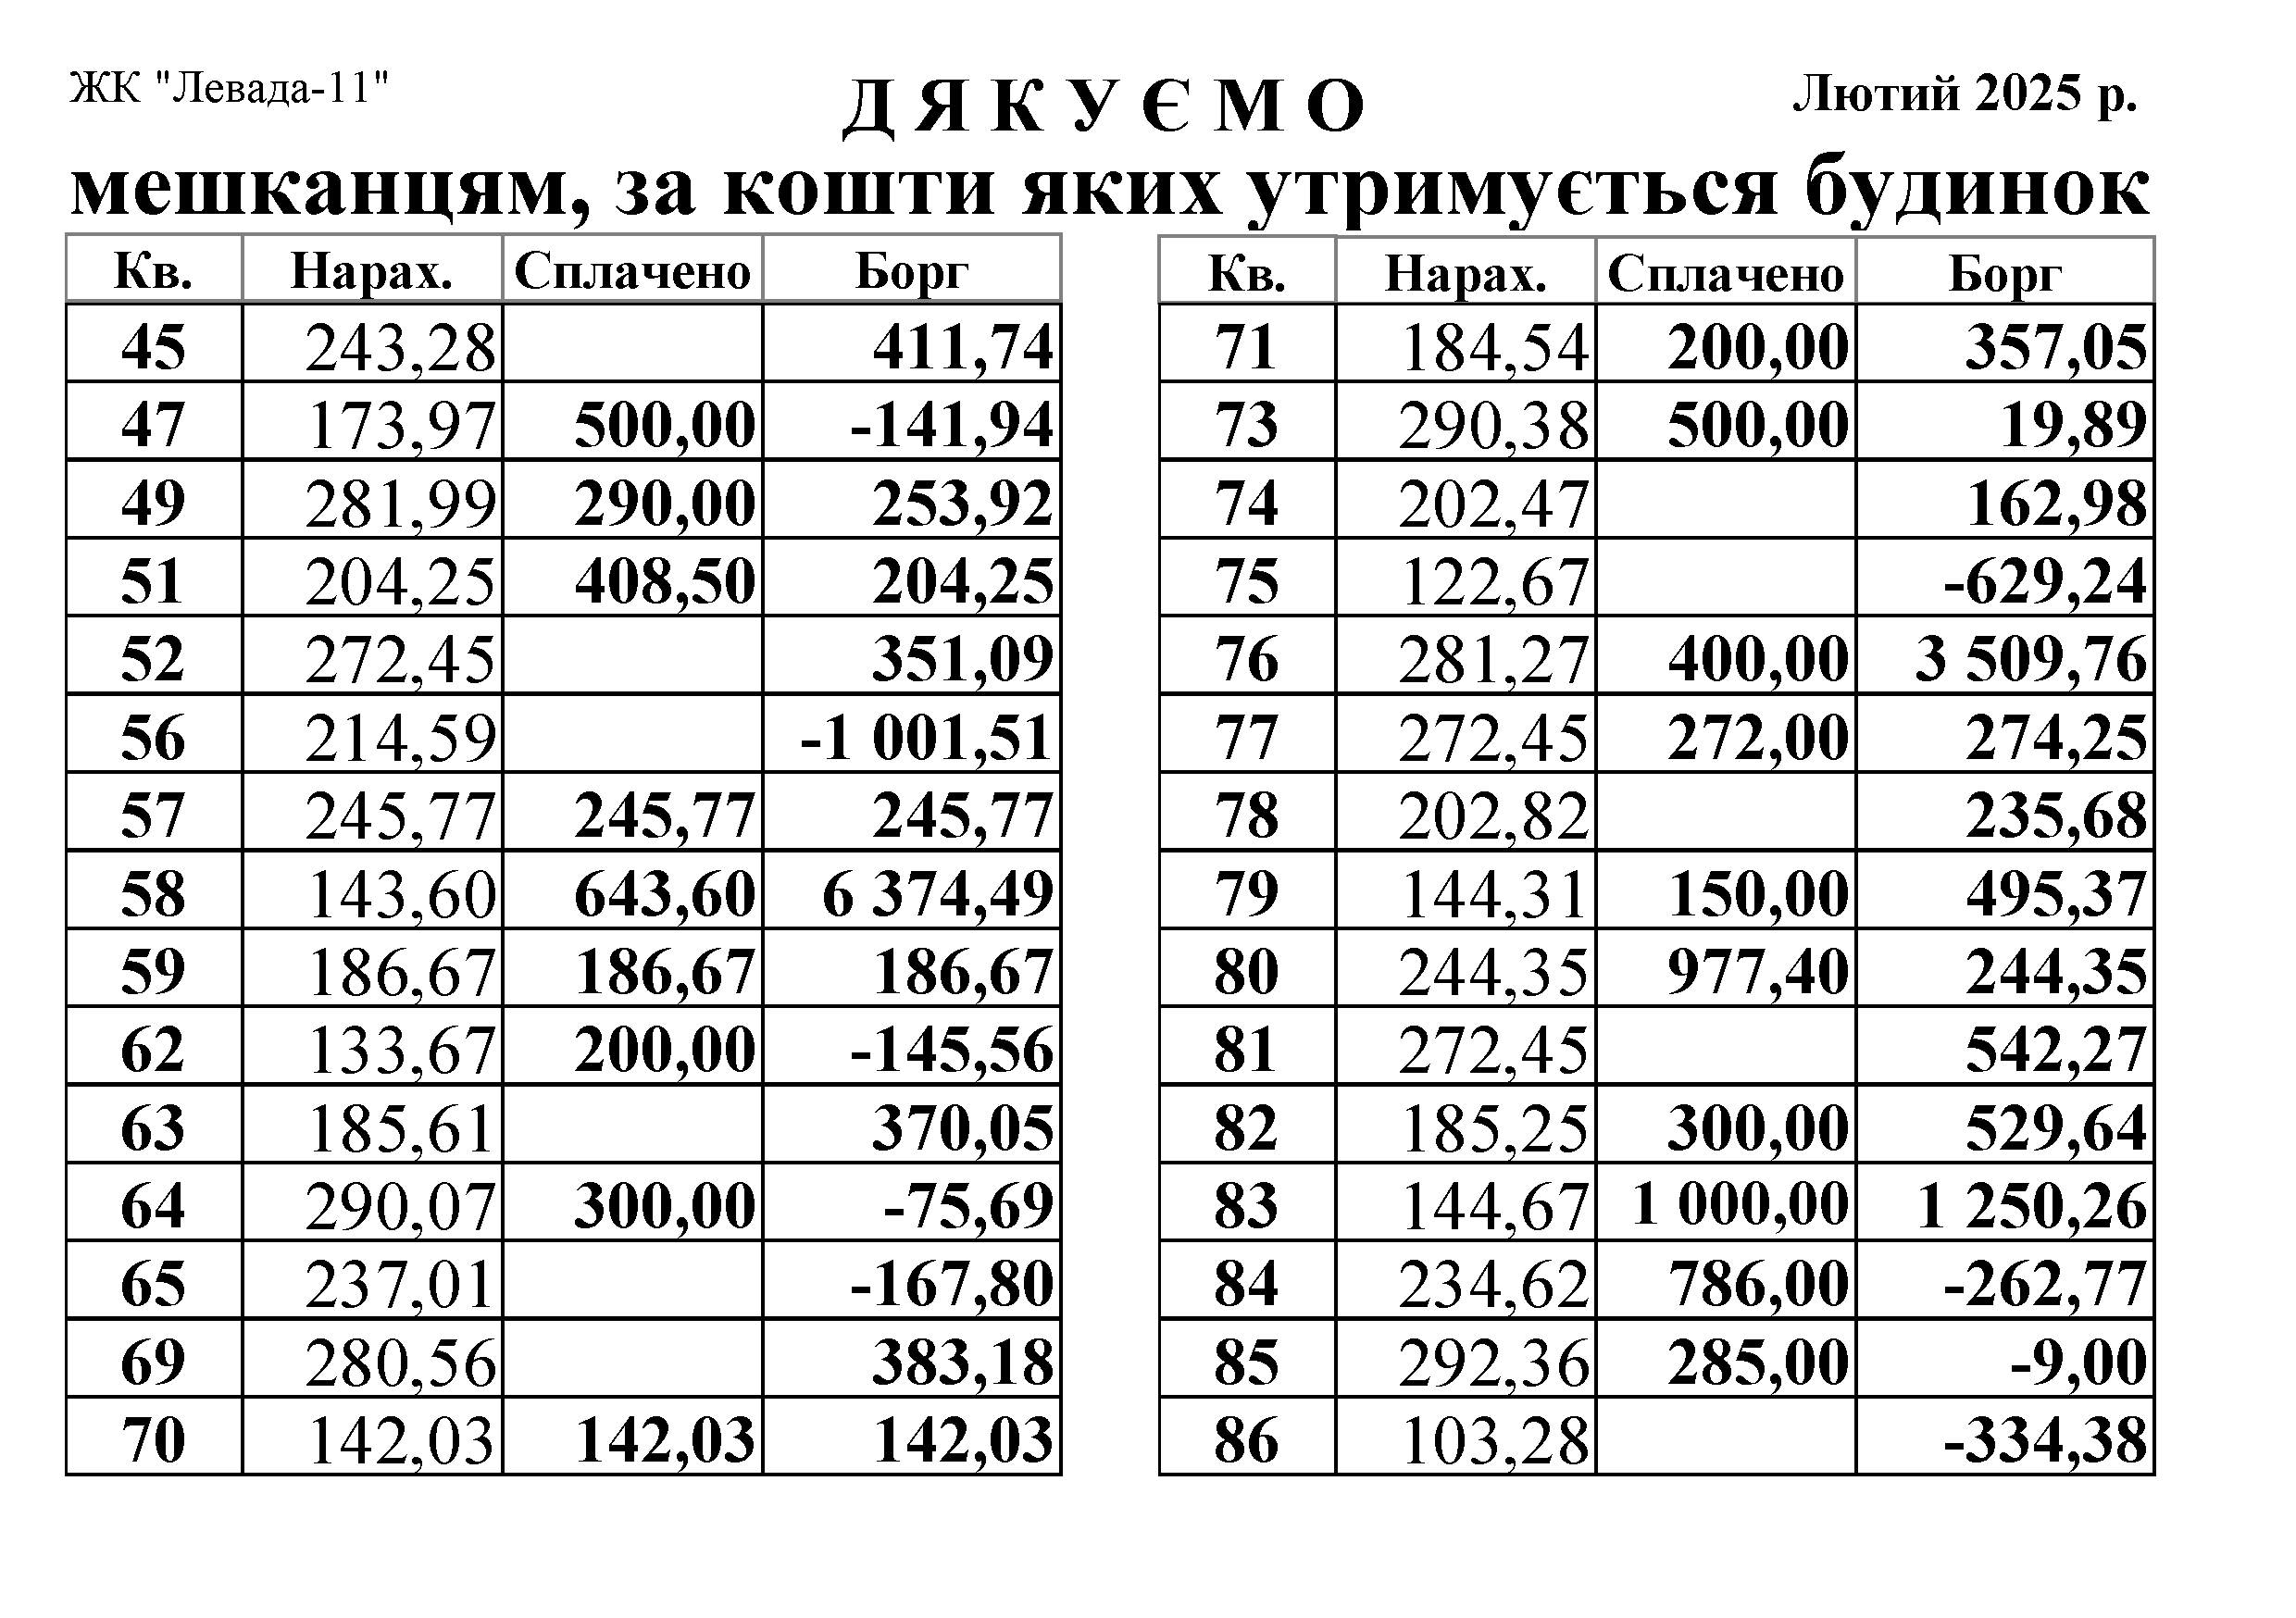 ЖК "Левада-11"
Д Я К У Є М О
Лютий 2025 р.
мешканцям, за кошти яких утримується будинок
Кв. Нарах. Сплачено Борг
45 243,28 411,74
47 173,97 500,00 -141,94
49 281,99 290,00 253,92
51 204,25 408,50 204,25
52 272,45 351,09
56 214,59 -1 001,51
57 245,77 245,77 245,77
58 143,60 643,60 6 374,49
59 186,67 186,67 186,67
62 133,67 200,00 -145,56
63 185,61 370,05
64 290,07 300,00 -75,69
65 237,01 -167,80
69 280,56 383,18
70 142,03 142,03 142,03
Кв. Нарах. Сплачено Борг
71 184,54 200,00 357,05
73 290,38 500,00 19,89
74 202,47 162,98
75 122,67 -629,24
76 281,27 400,00 3 509,76
77 272,45 272,00 274,25
78 202,82 235,68
79 144,31 150,00 495,37
80 244,35 977,40 244,35
81 272,45 542,27
82 185,25 300,00 529,64
83 144,67 1 000,00 1 250,26
84 234,62 786,00 -262,77
85 292,36 285,00 -9,00
86 103,28 -334,38